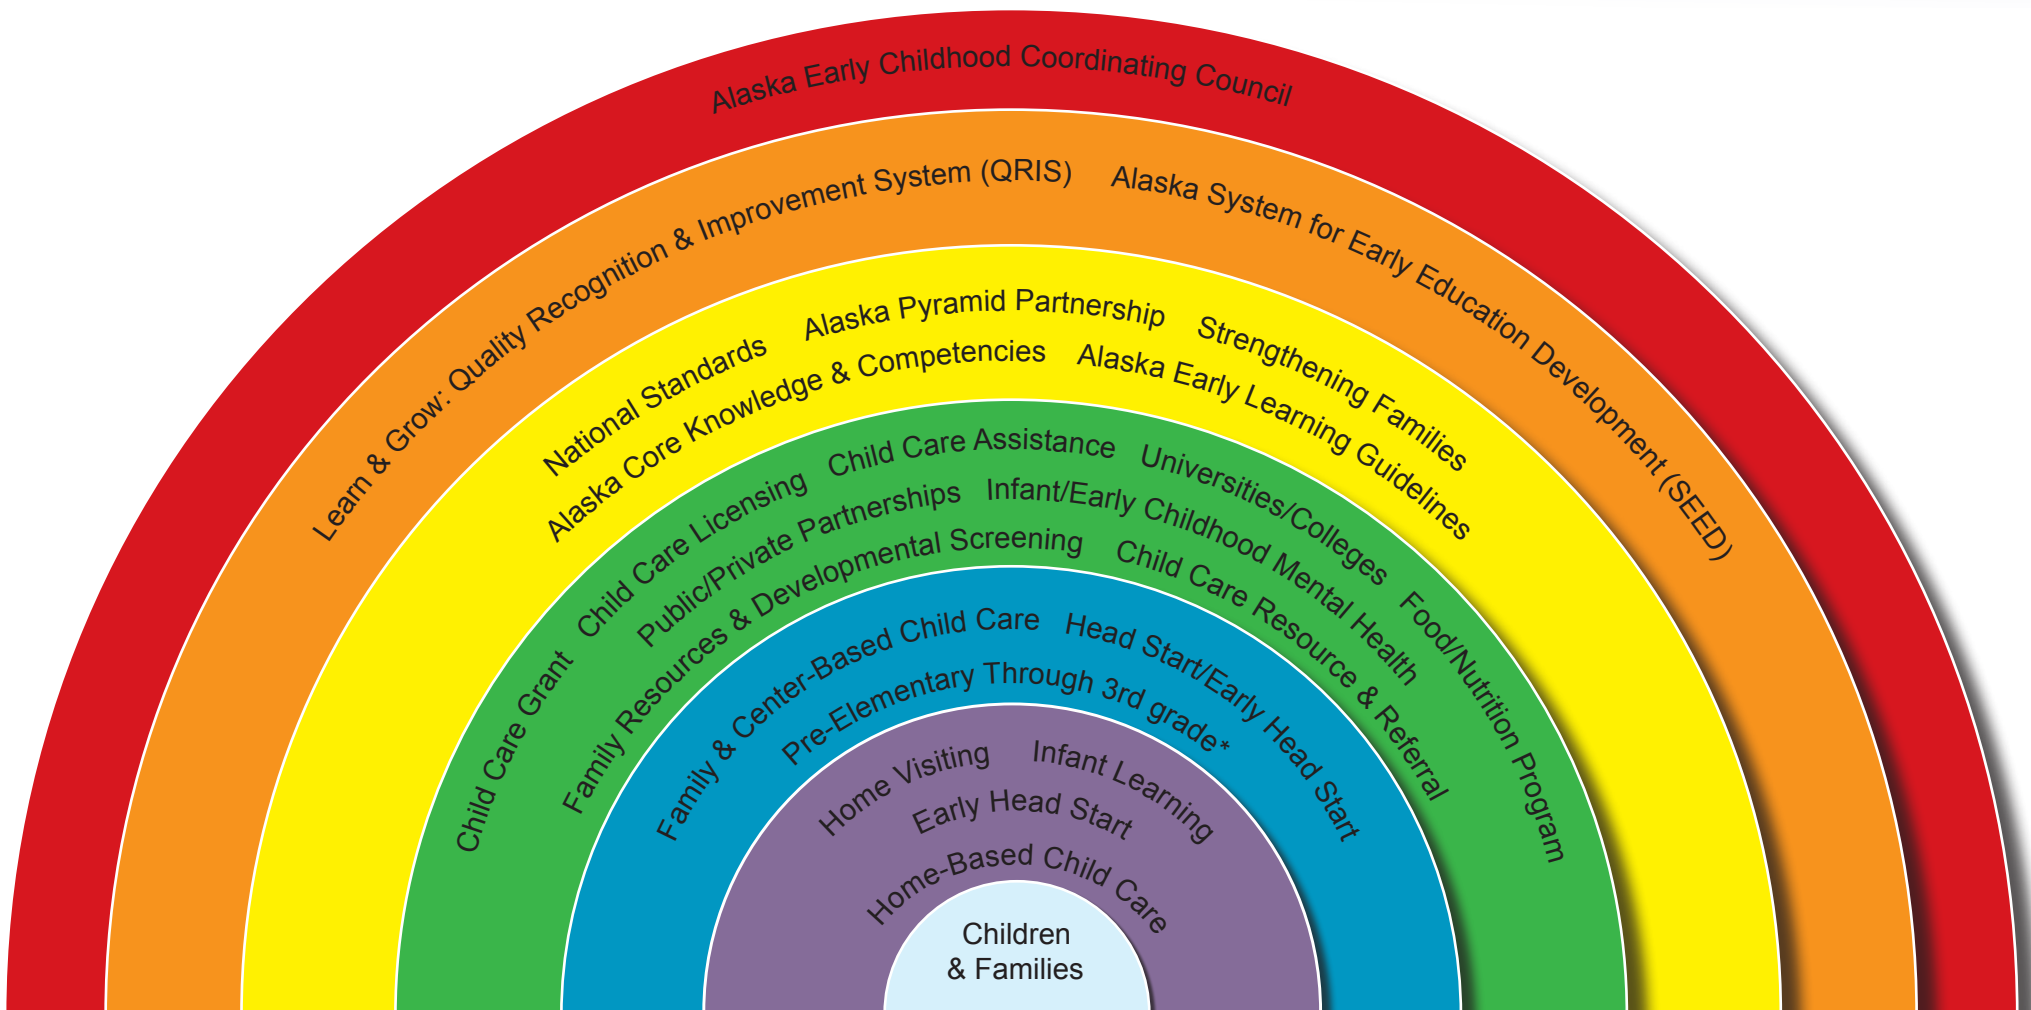 Alaska Early Childhood Coordinating Council
Learn & Grow: Quality Recognition & Improvement System (QRIS) Alaska System for Early Education Development (SEED)
National Standards Alaska Pyramid Partnership Strengthening Families
Alaska Core Knowledge & Competencies Alaska Early Learning Guidelines
Child Care Grant Child Care Licensing Child Care Assistance Universities/Colleges Food/Nutrition Program
Public/Private Partnerships Infant/Early Childhood Mental Health
Family Resources & Developmental Screening Child Care Resource & Referral
Family & Center-Based Child Care Head Start/Early Head Start
Pre-Elementary Through 3rd grade*
Home Visiting Infant Learning
Early Head Start
Home-Based Child Care
Children
& Families